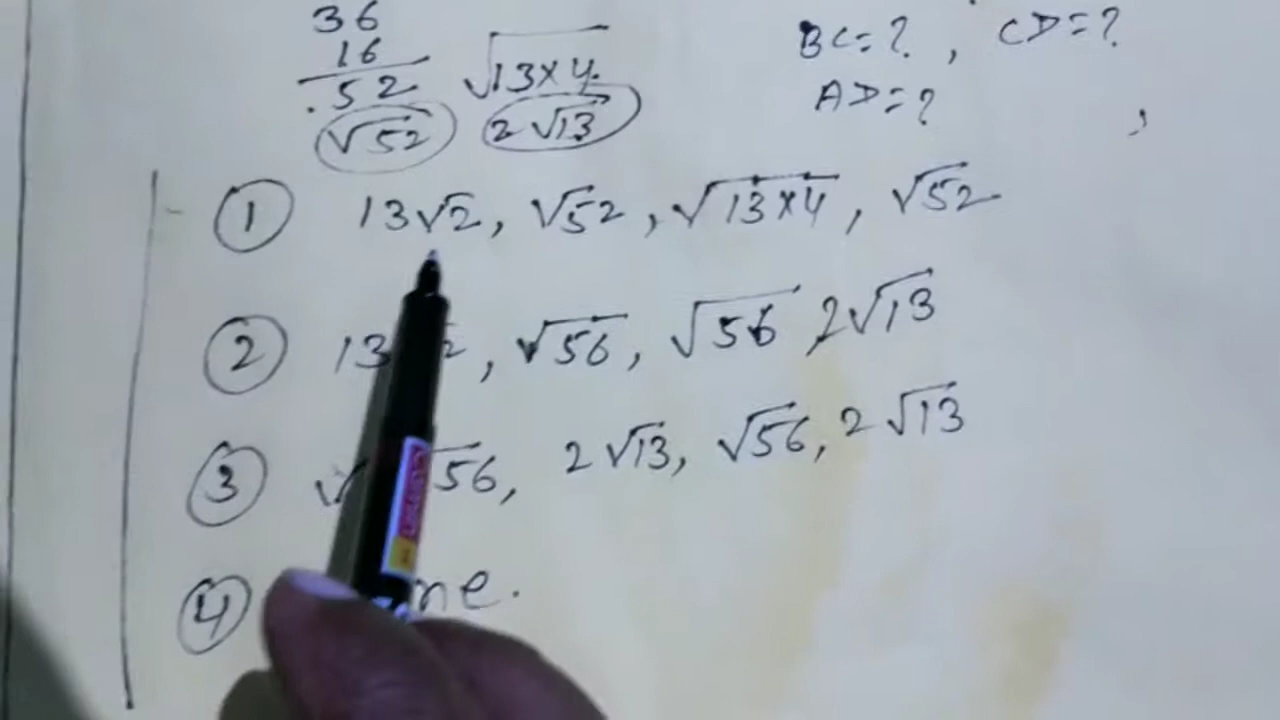 36
16
.52 √13×4 BC=?, CD=?
√52 2√13 AD=?
① 13√2, √52, √13×4, √52
② 13 2, √56, √56, 2√13
③ √56, 2√13, √56, 2√13
④ ne.